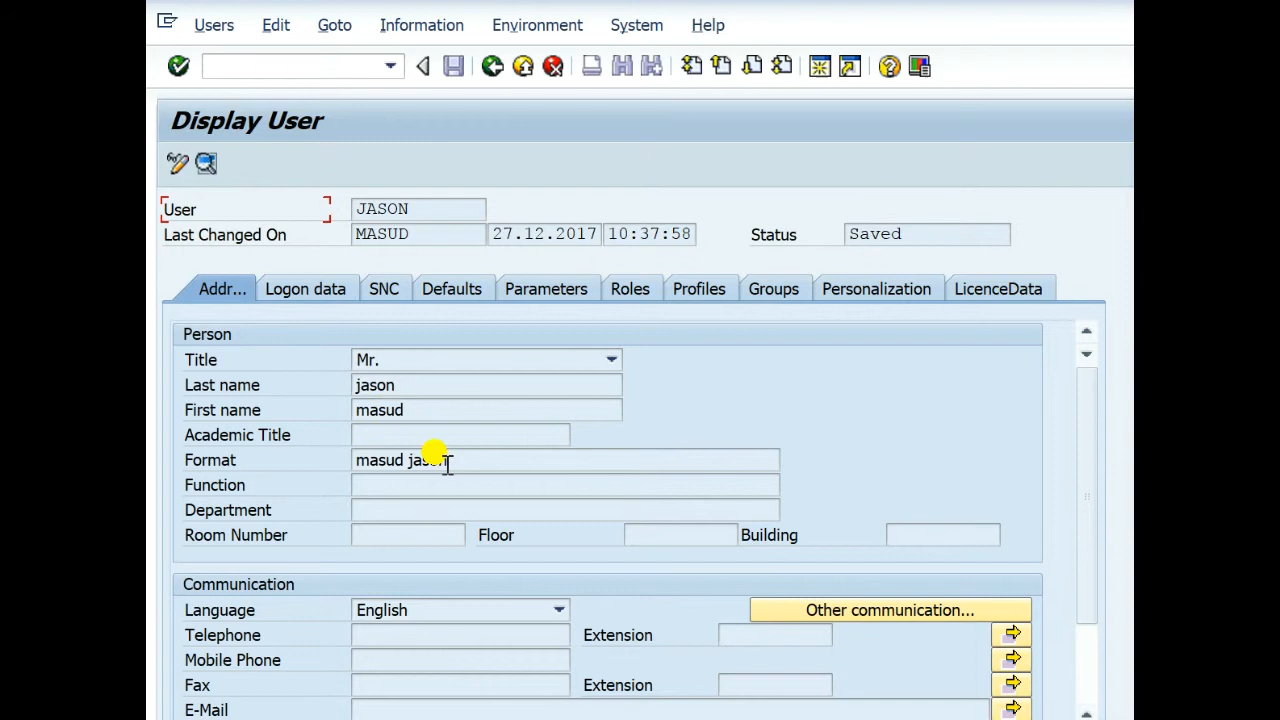 Users Edit Goto Information Environment System Help
Display User
User JASON
Last Changed On MASUD 27.12.2017 10:37:58 Status Saved
Addr... Logon data SNC Defaults Parameters Roles Profiles Groups Personalization LicenceData
Person
Title Mr.
Last name jason
First name masud
Academic Title
Format masud jason
Function
Department
Room Number Floor Building
Communication
Language English Other communication...
Telephone Extension
Mobile Phone
Fax Extension
E-Mail